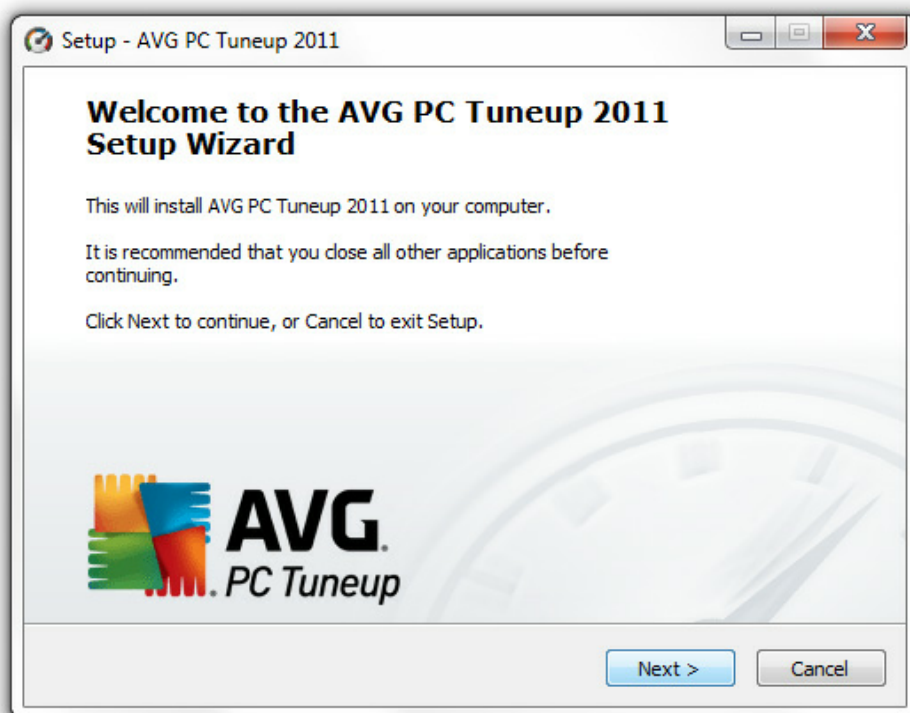 Setup - AVG PC Tuneup 2011
Welcome to the AVG PC Tuneup 2011
Setup Wizard
This will install AVG PC Tuneup 2011 on your computer.
It is recommended that you close all other applications before
continuing.
Click Next to continue, or Cancel to exit Setup.
AVG.
PC Tuneup
Next >
Cancel